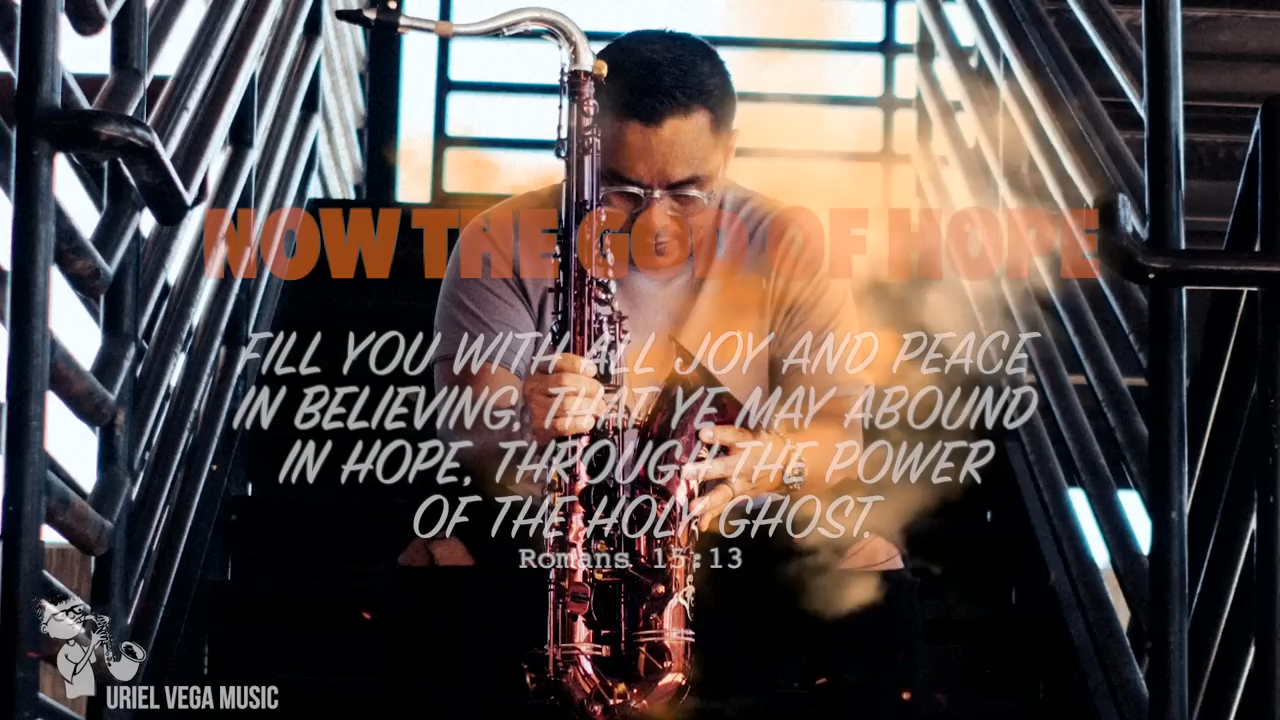 NOW THE GOD OF HOPE
FILL YOU WITH ALL JOY AND PEACE
IN BELIEVING, THAT YE MAY ABOUND
IN HOPE, THROUGH THE POWER
OF THE HOLY GHOST.
Romans 15:13
URIEL VEGA MUSIC